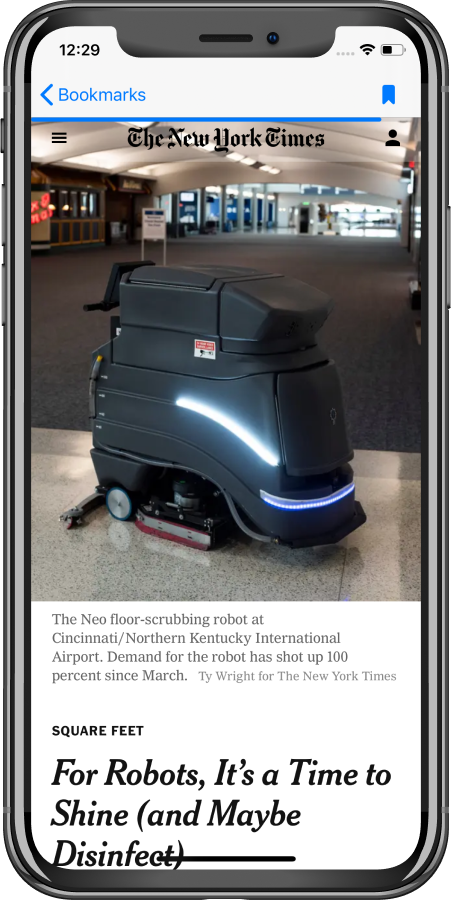 12:29
Bookmarks
The New York Times
The Neo floor-scrubbing robot at
Cincinnati/Northern Kentucky International
Airport. Demand for the robot has shot up 100
percent since March. Ty Wright for The New York Times
SQUARE FEET
For Robots, It’s a Time to
Shine (and Maybe
Disinfect)